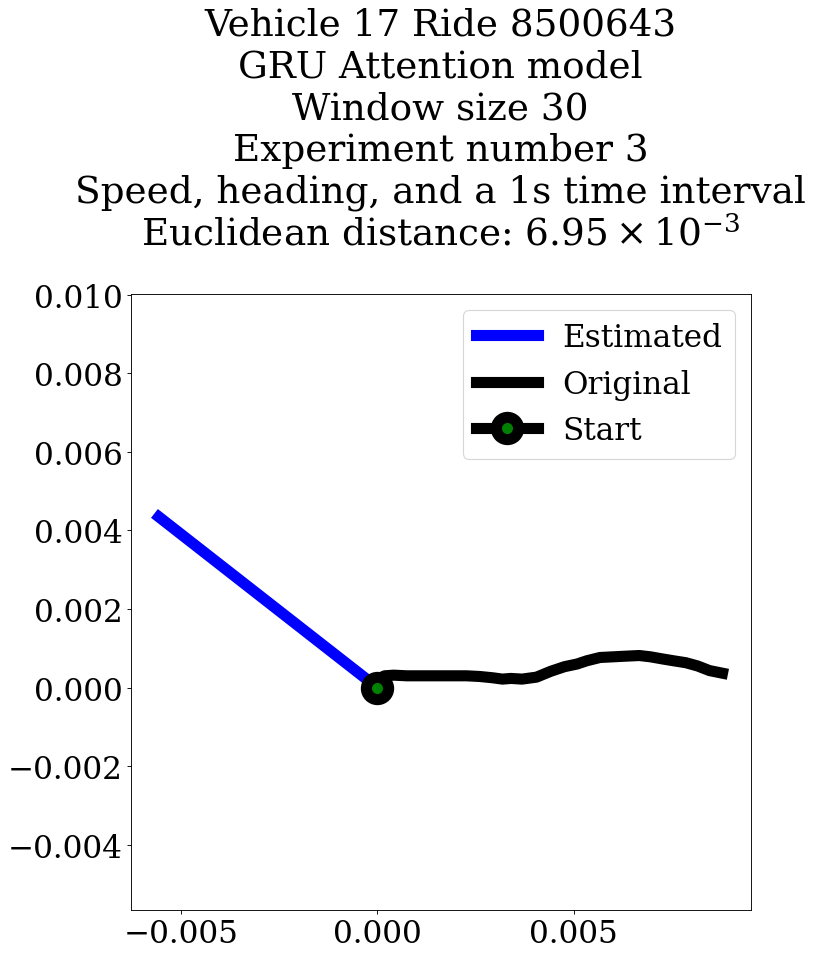 Vehicle 17 Ride 8500643
GRU Attention model
Window size 30
Experiment number 3
Speed, heading, and a 1s time interval
Euclidean distance: 6.95 × 10⁻³
0.010
0.008
0.006
0.004
0.002
0.000
−0.002
−0.004
Estimated
Original
Start
−0.005
0.000
0.005